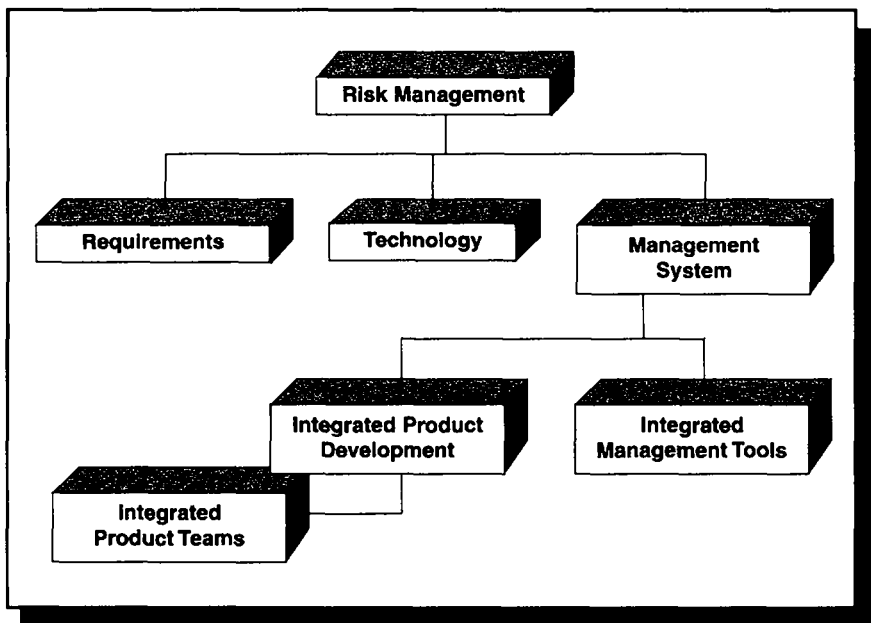 Risk Management
Requirements
Technology
Management
System
Integrated Product
Development
Integrated
Management Tools
Integrated
Product Teams